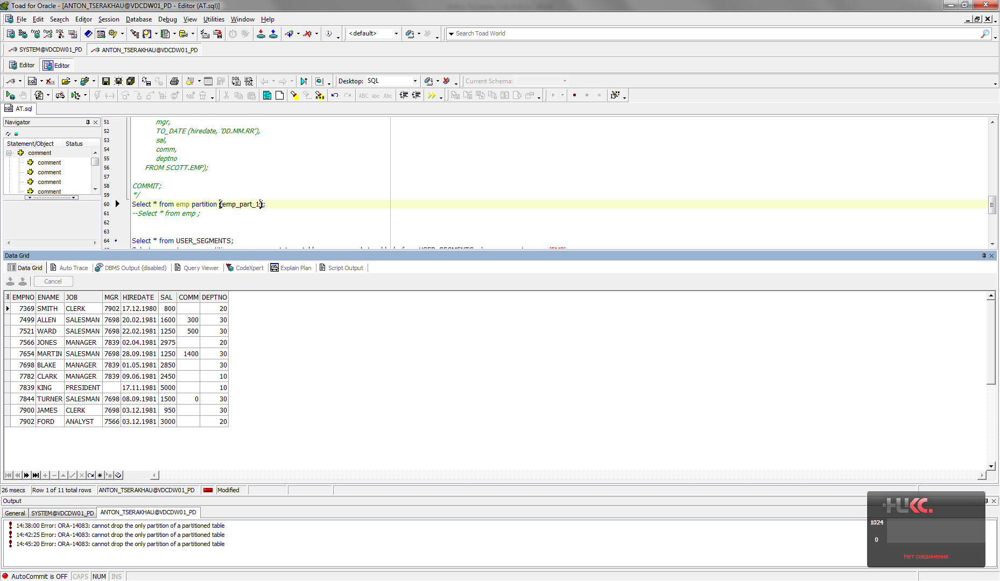 Toad for Oracle - [ANTON_TSERAKHAU@VDCDW01_PD - Editor (AT.sql)]
File Edit Search Editor Session Database Debug View Utilities Window Help
<default> Search Toad World
SYSTEM@VDCDW01_PD ANTON_TSERAKHAU@VDCDW01_PD
Editor Editor
Desktop: SQL Current Schema:
ABC abc Abc
AT.sql
Navigator
Statement/Object Status
comment
comment
comment
comment
comment
51 mgr,
52 TO_DATE (hiredate, 'DD.MM.RR'),
53 sal,
54 comm,
55 deptno
56 FROM SCOTT.EMP);
57
58 COMMIT;
59 */
60 Select * from emp partition (emp_part_1);
61 --Select * from emp ;
62
63
64 Select * from USER_SEGMENTS;
Data Grid
Data Grid Auto Trace DBMS Output (disabled) Query Viewer CodeXpert Explain Plan Script Output
Cancel
EMPNO ENAME JOB MGR HIREDATE SAL COMM DEPTNO
7369 SMITH CLERK 7902 17.12.1980 800 20
7499 ALLEN SALESMAN 7698 20.02.1981 1600 300 30
7521 WARD SALESMAN 7698 22.02.1981 1250 500 30
7566 JONES MANAGER 7839 02.04.1981 2975 20
7654 MARTIN SALESMAN 7698 28.09.1981 1250 1400 30
7698 BLAKE MANAGER 7839 01.05.1981 2850 30
7782 CLARK MANAGER 7839 09.06.1981 2450 10
7839 KING PRESIDENT 17.11.1981 5000 10
7844 TURNER SALESMAN 7698 08.09.1981 1500 0 30
7900 JAMES CLERK 7698 03.12.1981 950 30
7902 FORD ANALYST 7566 03.12.1981 3000 20
26 msecs Row 1 of 11 total rows ANTON_TSERAKHAU@VDCDW01_PD Modified
Output
General SYSTEM@VDCDW01_PD ANTON_TSERAKHAU@VDCDW01_PD
14:38:00 Error: ORA-14083: cannot drop the only partition of a partitioned table
14:42:25 Error: ORA-14083: cannot drop the only partition of a partitioned table
14:45:20 Error: ORA-14083: cannot drop the only partition of a partitioned table
1024
0
Нет соединения
AutoCommit is OFF CAPS NUM INS